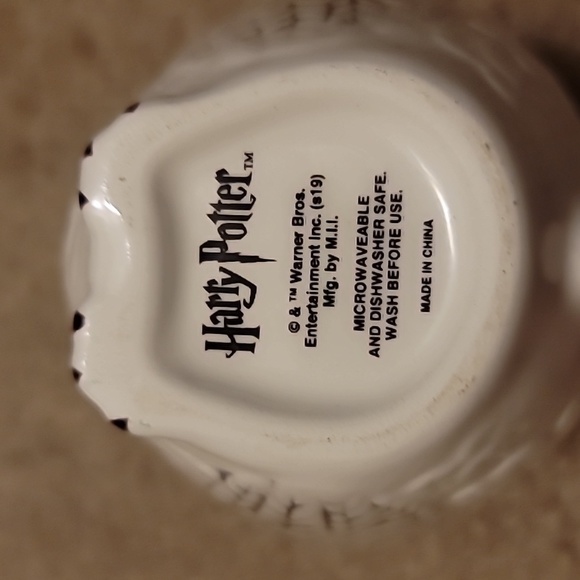 Harry Potter™
© & ™ Warner Bros.
Entertainment Inc. (s19)
Mfg. by M.I.I.
MICROWAVEABLE
AND DISHWASHER SAFE.
WASH BEFORE USE.
MADE IN CHINA